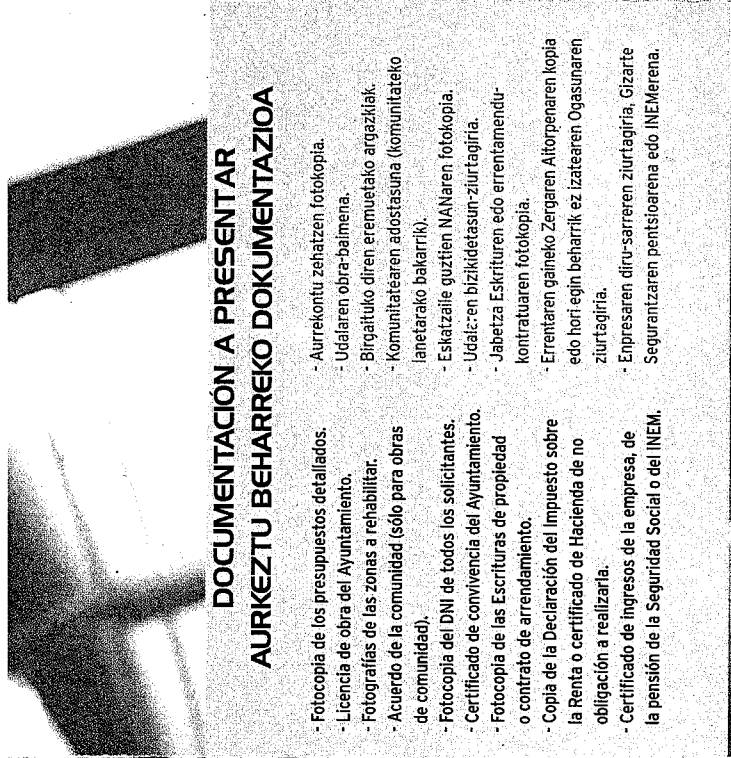 DOCUMENTACIÓN A PRESENTAR
AURKEZTU BEHARREKO DOKUMENTAZIOA
- Fotocopia de los presupuestos detallados.
- Licencia de obra del Ayuntamiento.
- Fotografías de las zonas a rehabilitar.
- Acuerdo de la comunidad (sólo para obras
de comunidad).
- Fotocopia del DNI de todos los solicitantes.
- Certificado de convivencia del Ayuntamiento.
- Fotocopia de las Escrituras de propiedad
o contrato de arrendamiento.
- Copia de la Declaración del Impuesto sobre
la Renta o certificado de Hacienda de no
obligación a realizarla.
- Certificado de ingresos de la empresa, de
la pensión de la Seguridad Social o del INEM.
- Aurrekontu zehatzen fotokopia.
- Udalaren obra-baimena.
- Birgaituko diren eremuetako argazkiak.
- Komunitatearen adostasuna (komunitateko
lanetarako bakarrik).
- Eskatzaile guztien NANaren fotokopia.
- Udalaren bizikidetasun-ziurtagiria.
- Jabetza Eskrituren edo errentamendu-
kontratuaren fotokopia.
- Errentaren gaineko Zergaren Aitorpenaren kopia
edo hori egin beharrik ez izatearen Ogasunaren
ziurtagiria.
- Enpresaren diru-sarreren ziurtagiria, Gizarte
Segurantzaren pentsioarena edo INEMerena.